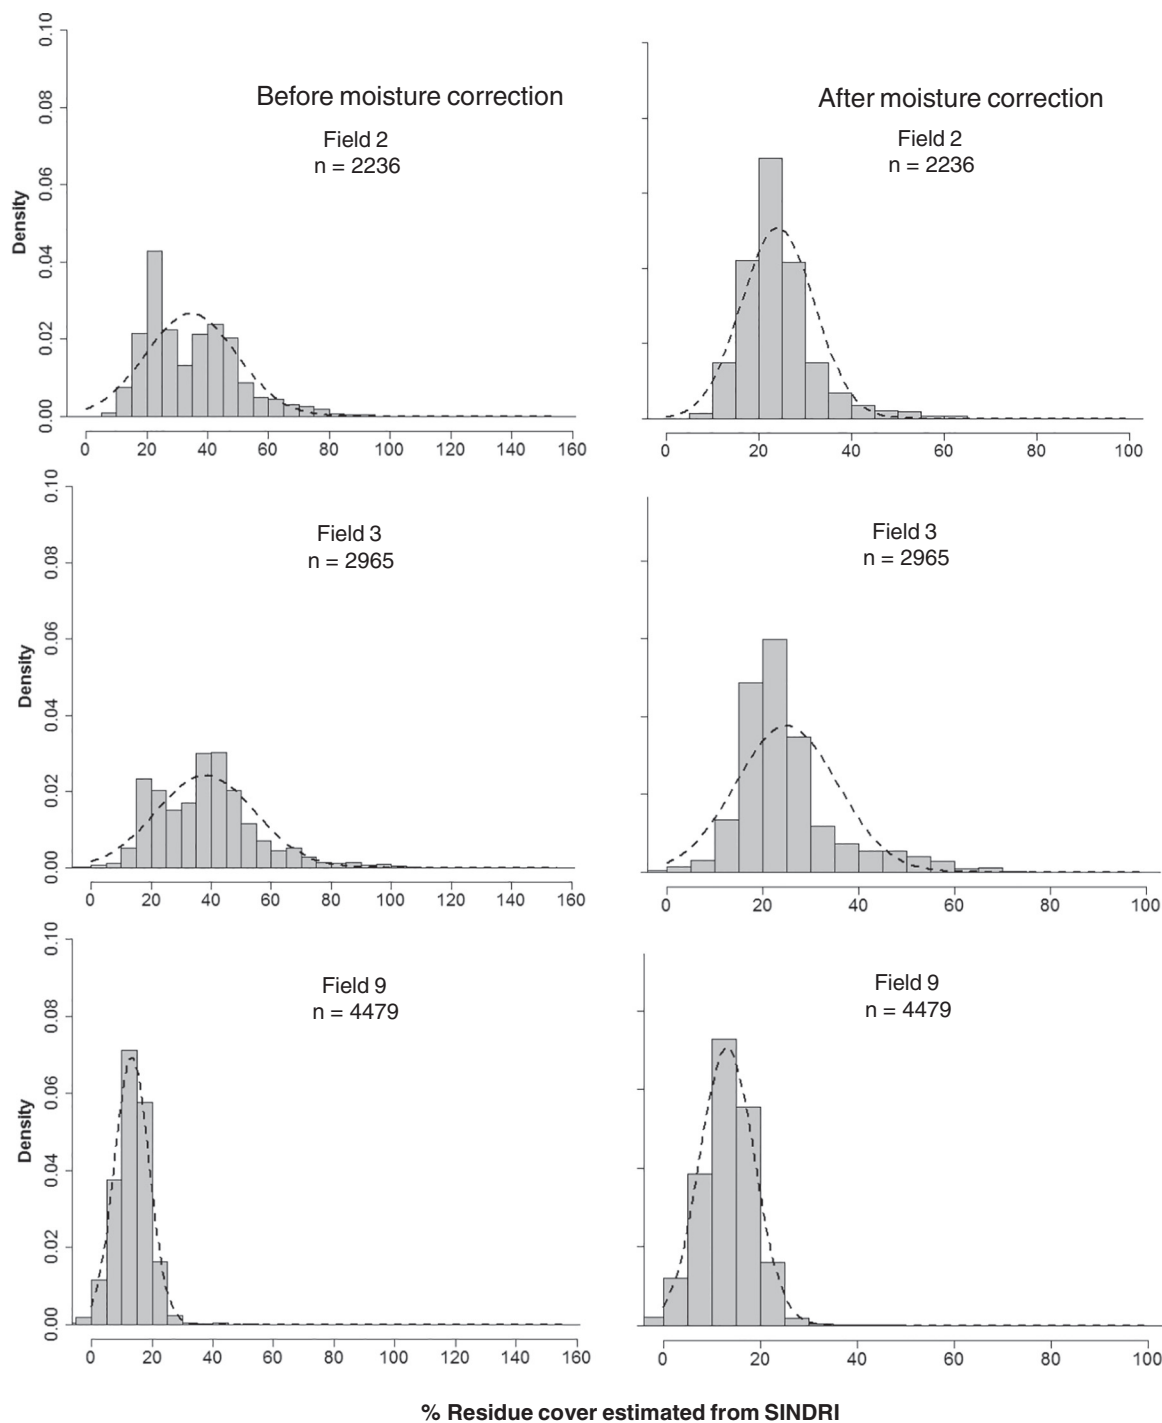 Before moisture correction
Field 2
n = 2236
Density
0.00 0.02 0.04 0.06 0.08 0.10
0 20 40 60 80 100 120 140 160
After moisture correction
Field 2
n = 2236
0 20 40 60 80 100
Field 3
n = 2965
Density
0.00 0.02 0.04 0.06 0.08 0.10
0 20 40 60 80 100 120 140 160
Field 3
n = 2965
0 20 40 60 80 100
Field 9
n = 4479
Density
0.00 0.02 0.04 0.06 0.08 0.10
0 20 40 60 80 100 120 140 160
Field 9
n = 4479
0 20 40 60 80 100
% Residue cover estimated from SINDRI